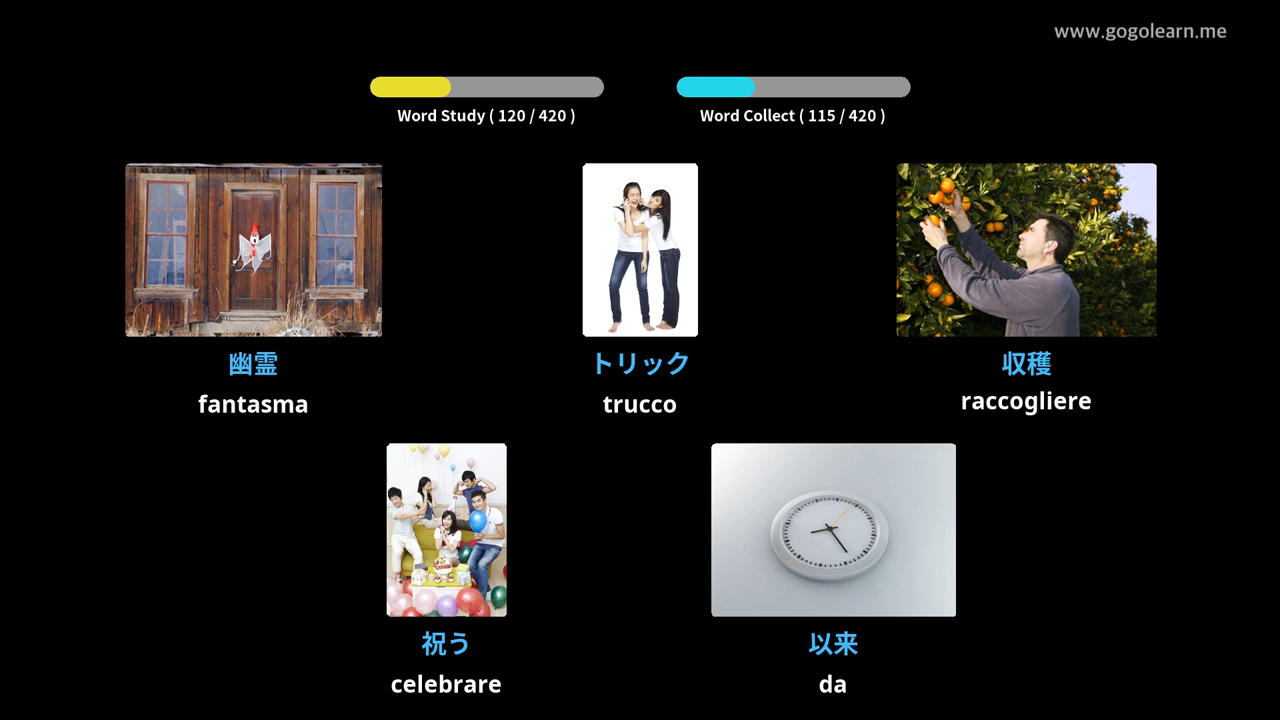 www.gogolearn.me
Word Study ( 120 / 420 )
Word Collect ( 115 / 420 )
幽霊
トリック
収穫
fantasma
trucco
raccogliere
祝う
以来
celebrare
da